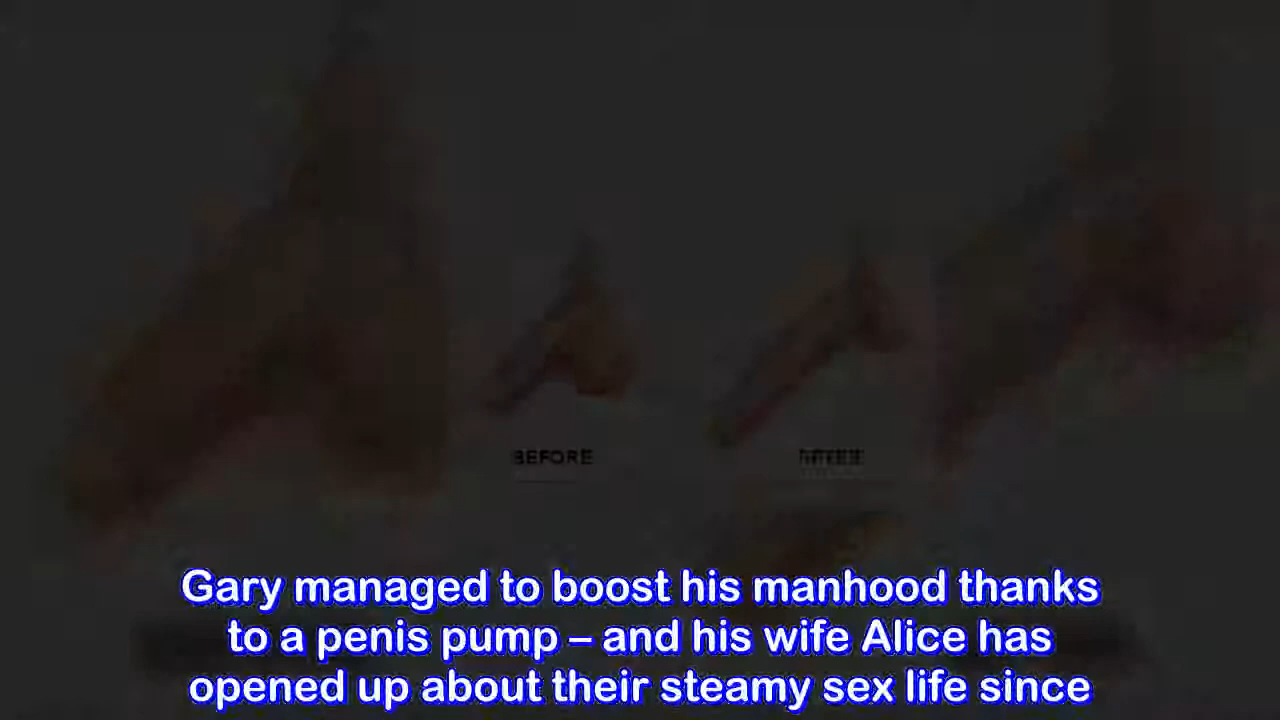 BEFORE
Gary managed to boost his manhood thanks
to a penis pump – and his wife Alice has
opened up about their steamy sex life since